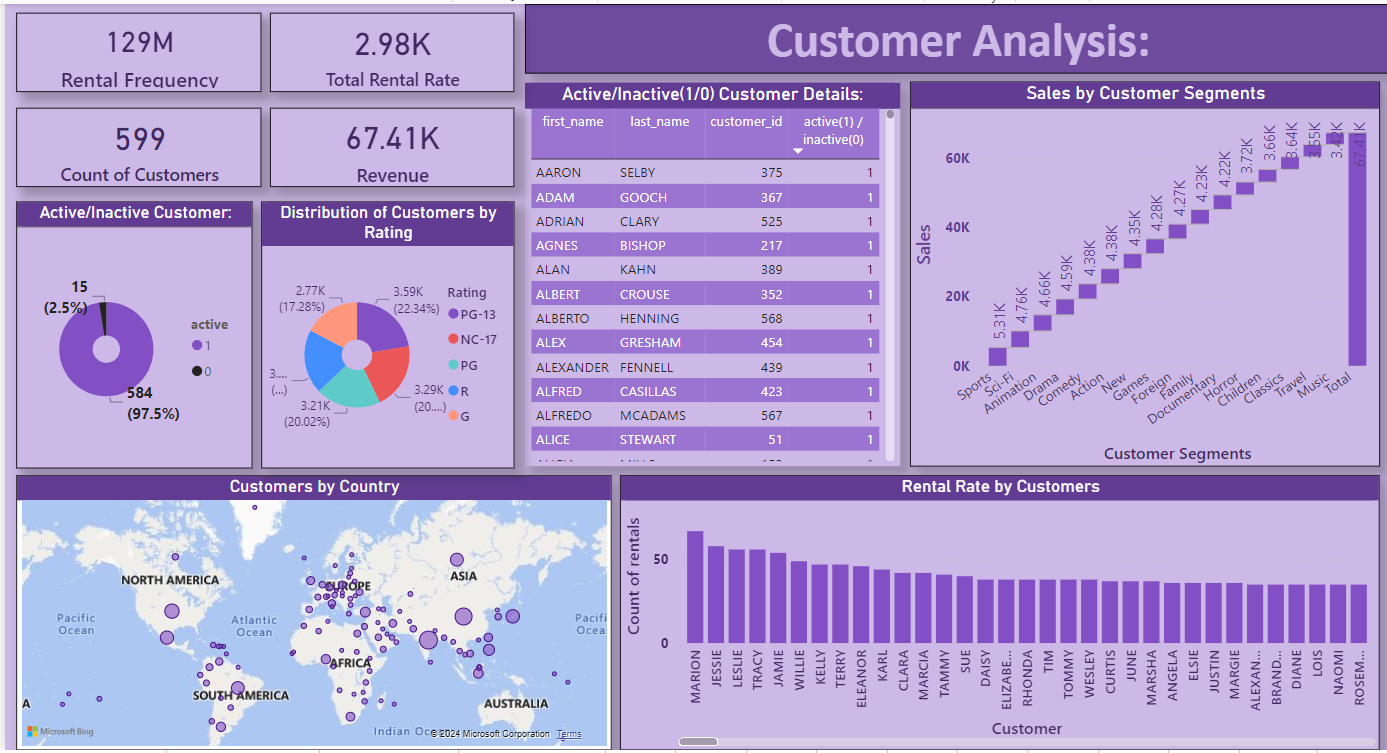 129M
Rental Frequency
2.98K
Total Rental Rate
Customer Analysis:
599
Count of Customers
67.41K
Revenue
Active/Inactive Customer:
15
(2.5%)
584
(97.5%)
active
1
0
Distribution of Customers by
Rating
2.77K
(17.28%)
3.59K
(22.34%)
3....
(...)
3.21K
(20.02%)
3.29K
(20....)
Rating
PG-13
NC-17
PG
R
G
Active/Inactive(1/0) Customer Details:
first_name last_name customer_id active(1) /
inactive(0)
AARON SELBY 375 1
ADAM GOOCH 367 1
ADRIAN CLARY 525 1
AGNES BISHOP 217 1
ALAN KAHN 389 1
ALBERT CROUSE 352 1
ALBERTO HENNING 568 1
ALEX GRESHAM 454 1
ALEXANDER FENNELL 439 1
ALFRED CASILLAS 423 1
ALFREDO MCADAMS 567 1
ALICE STEWART 51 1
Sales by Customer Segments
Sales
60K
40K
20K
0K
5.31K
4.76K
4.66K
4.59K
4.38K
4.38K
4.35K
4.28K
4.27K
4.23K
4.22K
3.72K
3.66K
3.64K
3.55K
3.42K
67.41K
Sports
Sci-Fi
Animation
Drama
Comedy
Action
New
Games
Foreign
Family
Documentary
Horror
Children
Classics
Travel
Music
Total
Customer Segments
Customers by Country
NORTH AMERICA
EUROPE
ASIA
Pacific
Ocean
Atlantic
Ocean
Pacifi
Ocean
AFRICA
SOUTH AMERICA
AUSTRALIA
A
Indian Oc
Microsoft Bing
© 2024 Microsoft Corporation Terms
Rental Rate by Customers
Count of rentals
50
0
MARION
JESSIE
LESLIE
TRACY
JAMIE
WILLIE
KELLY
TERRY
ELEANOR
KARL
CLARA
MARCIA
TAMMY
SUE
DAISY
ELIZABE...
RHONDA
TIM
TOMMY
WESLEY
CURTIS
JUNE
MARSHA
ANGELA
ELSIE
JUSTIN
MARGIE
ALEXAN...
BRAND...
DIANE
LOIS
NAOMI
ROSEM...
Customer